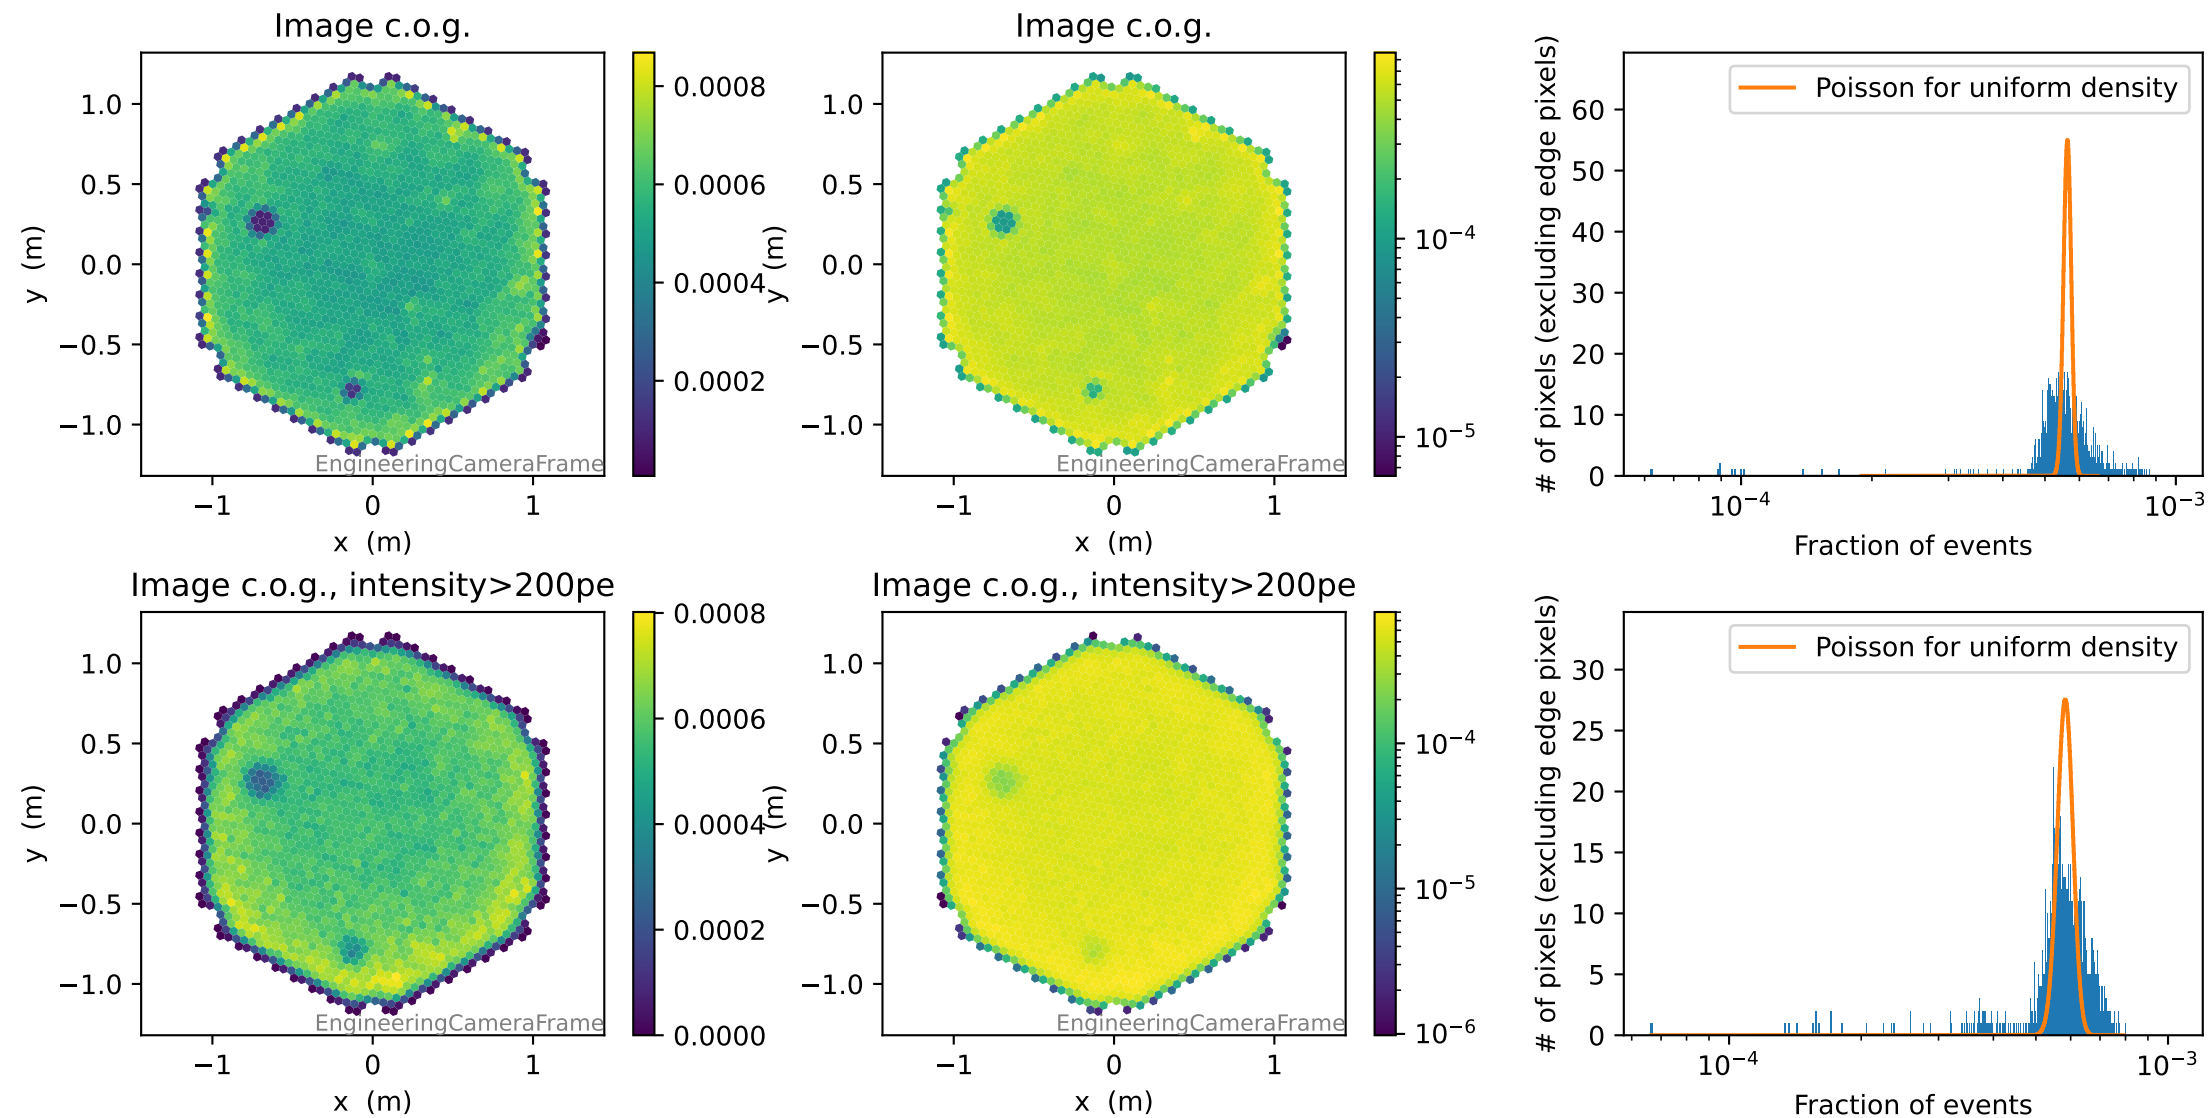 Image c.o.g.
1.0
0.5
0.0
−0.5
−1.0
y (m)
EngineeringCameraFrame
−1
0
1
x (m)
0.0008
0.0006
0.0004
0.0002
Image c.o.g.
1.0
0.5
0.0
−0.5
−1.0
y (m)
EngineeringCameraFrame
−1
0
1
x (m)
10−4
10−5
# of pixels (excluding edge pixels)
60
50
40
30
20
10
0
Poisson for uniform density
10−4
10−3
Fraction of events
Image c.o.g., intensity>200pe
1.0
0.5
0.0
−0.5
−1.0
y (m)
EngineeringCameraFrame
−1
0
1
x (m)
0.0008
0.0006
0.0004
0.0002
0.0000
Image c.o.g., intensity>200pe
1.0
0.5
0.0
−0.5
−1.0
y (m)
EngineeringCameraFrame
−1
0
1
x (m)
10−4
10−5
10−6
# of pixels (excluding edge pixels)
30
25
20
15
10
5
0
Poisson for uniform density
10−4
10−3
Fraction of events